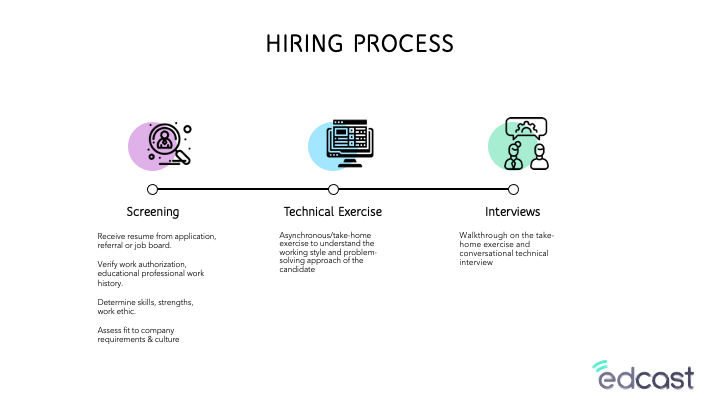 HIRING PROCESS
Screening
Receive resume from application,
referral or job board.
Verify work authorization,
educational professional work
history.
Determine skills, strengths,
work ethic.
Assess fit to company
requirements & culture
Technical Exercise
Asynchronous/take-home
exercise to understand the
working style and problem-
solving approach of the
candidate
Interviews
Walkthrough on the take-
home exercise and
conversational technical
interview
edcast